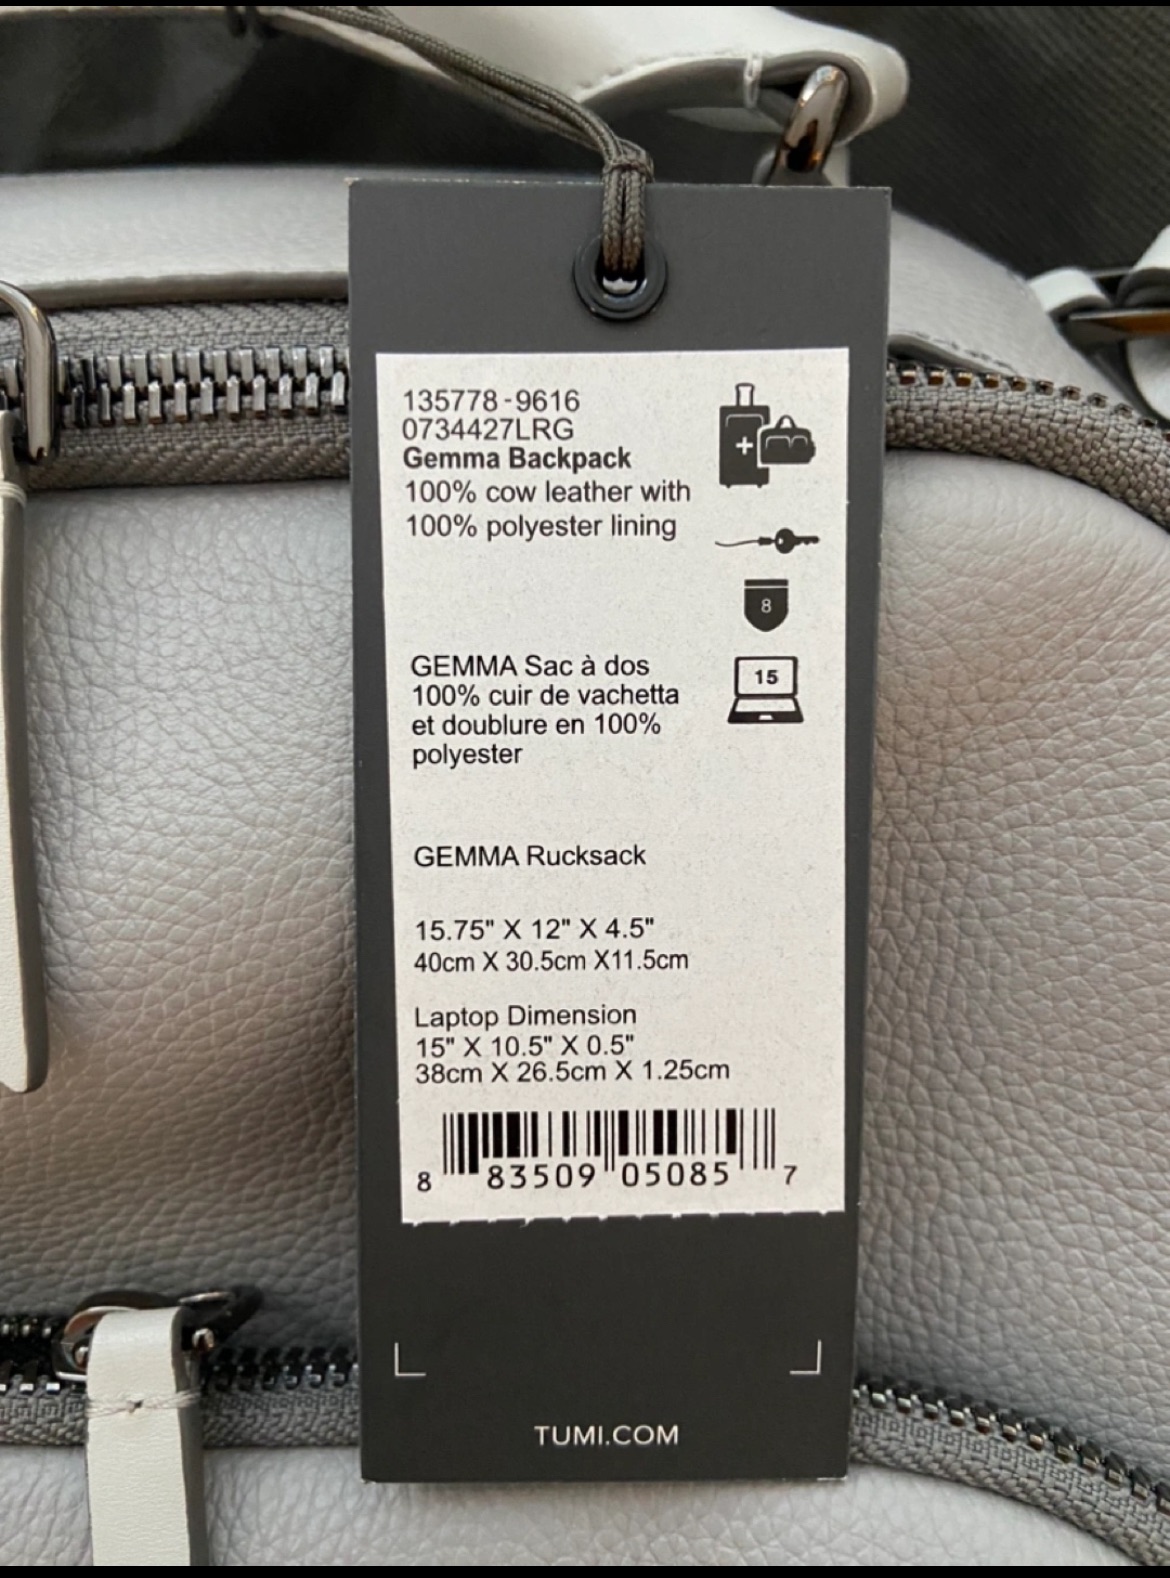 135778-9616
0734427LRG
Gemma Backpack
100% cow leather with
100% polyester lining
8
15
GEMMA Sac à dos
100% cuir de vachetta
et doublure en 100%
polyester
GEMMA Rucksack
15.75" X 12" X 4.5"
40cm X 30.5cm X11.5cm
Laptop Dimension
15" X 10.5" X 0.5"
38cm X 26.5cm X 1.25cm
8 83509 05085 7
TUMI.COM